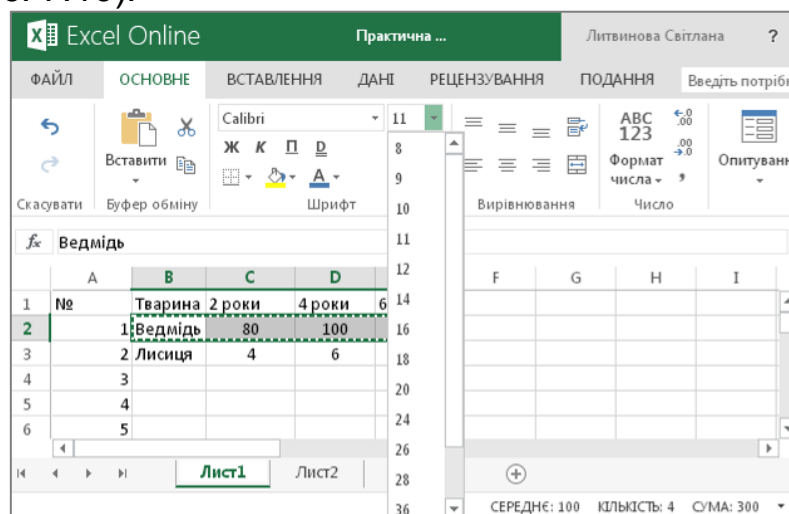 Excel Online Практична ... Литвинова Світлана ?
ФАЙЛ ОСНОВНЕ ВСТАВЛЕННЯ ДАНІ РЕЦЕНЗУВАННЯ ПОДАННЯ Введіть потрібн
Calibri 11 ABC 123
Вставити Ж К П D Формат числа Опитуванн
Скасувати Буфер обміну Шрифт Вирівнювання Число
fx Ведмідь
A B C D F G H I
1 № Тварина 2 роки 4 роки 6
2 1 Ведмідь 80 100
3 2 Лисиця 4 6
4 3
5 4
6 5
8
9
10
11
12
14
16
18
20
24
26
28
36
Лист1 Лист2
СЕРЕДНЄ: 100 КІЛЬКІСТЬ: 4 СУМА: 300